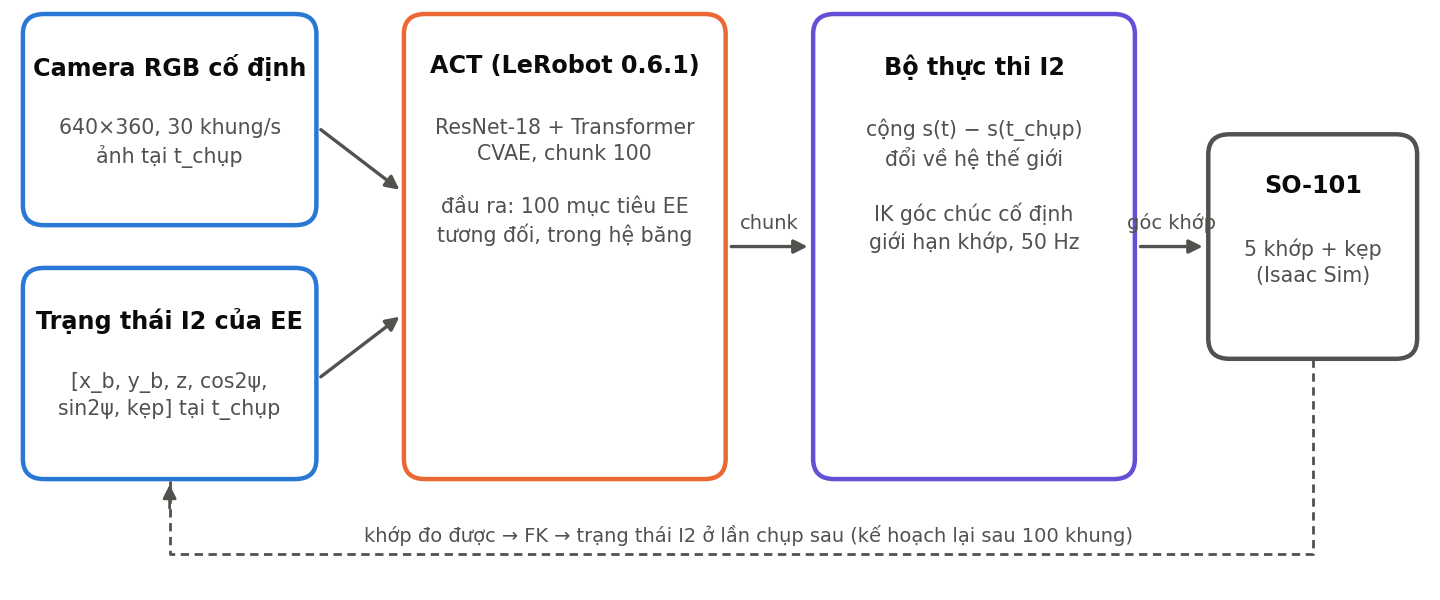 Camera RGB cố định
640×360, 30 khung/s
ảnh tại t_chụp
Trạng thái I2 của EE
[x_b, y_b, z, cos2ψ,
sin2ψ, kẹp] tại t_chụp
ACT (LeRobot 0.6.1)
ResNet-18 + Transformer
CVAE, chunk 100
đầu ra: 100 mục tiêu EE
tương đối, trong hệ băng
chunk
Bộ thực thi I2
cộng s(t) − s(t_chụp)
đổi về hệ thế giới
IK góc chúc cố định
giới hạn khớp, 50 Hz
góc khớp
SO-101
5 khớp + kẹp
(Isaac Sim)
khớp đo được → FK → trạng thái I2 ở lần chụp sau (kế hoạch lại sau 100 khung)